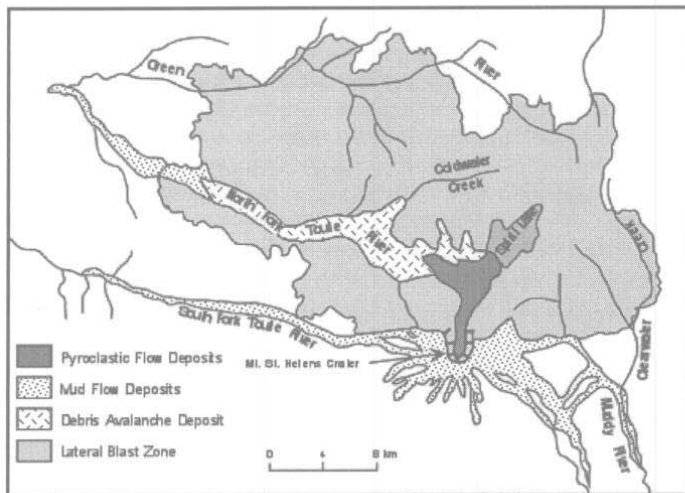 Green
River
Coldwater
Creek
North Fork Toutle River
Spirit Lake
Creek
South Fork Toutle River
Mt. St. Helens Crater
Clearwater
Muddy
River
Pyroclastic Flow Deposits
Mud Flow Deposits
Debris Avalanche Deposit
Lateral Blast Zone
0 4 8 km